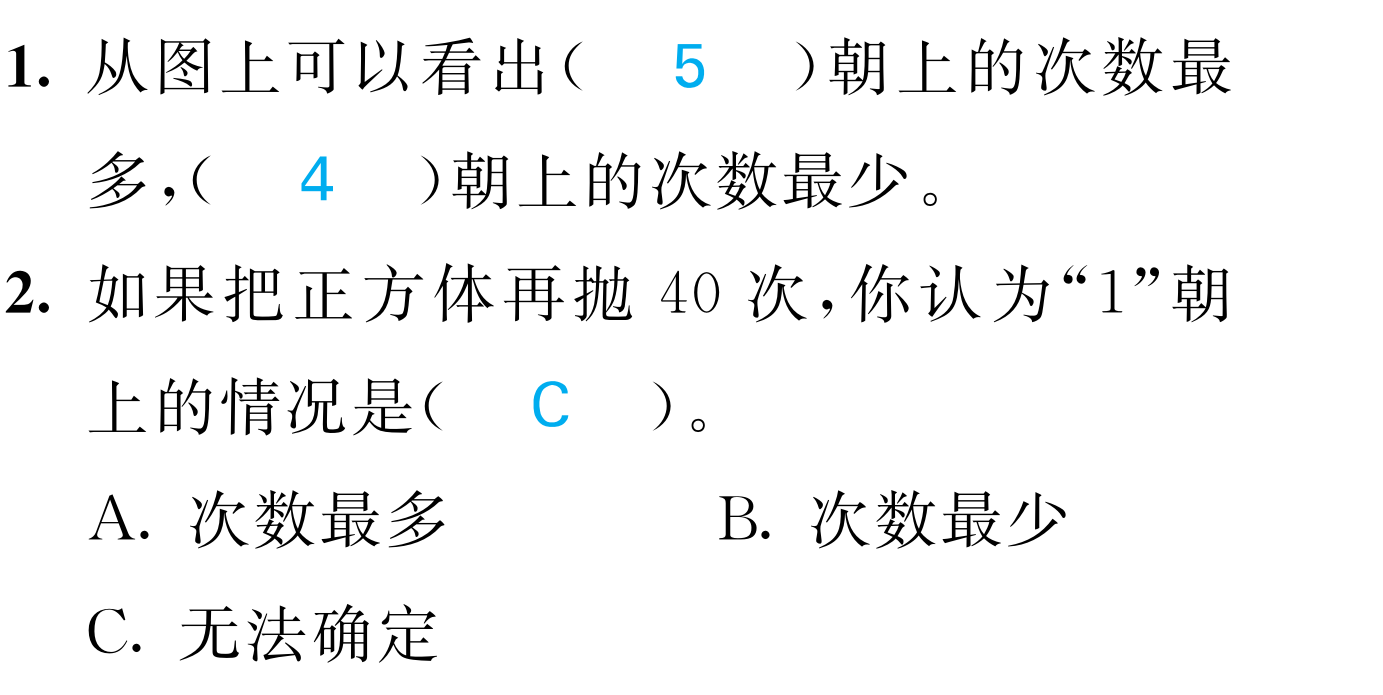 1. 从图上可以看出( 5 )朝上的次数最
多,( 4 )朝上的次数最少。
2. 如果把正方体再抛 40 次,你认为“1”朝
上的情况是( C )。
A. 次数最多 B. 次数最少
C. 无法确定